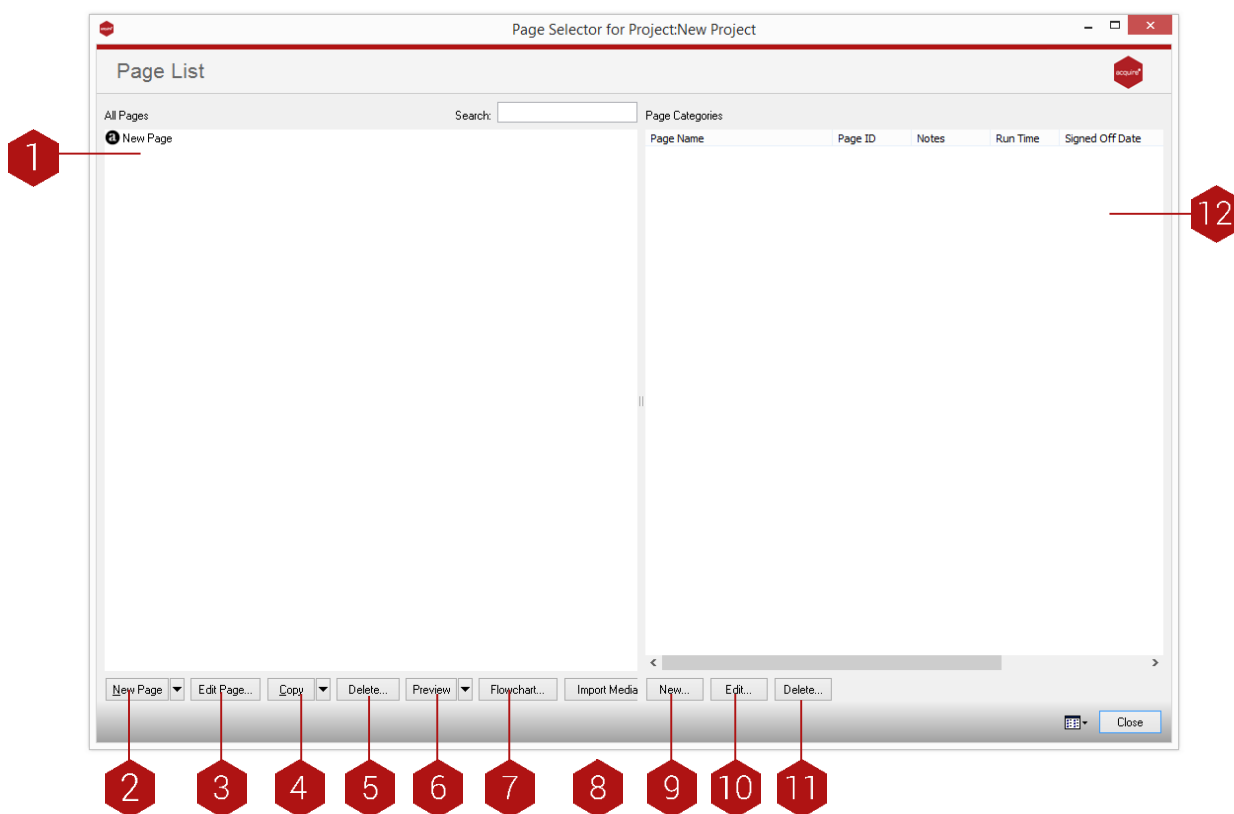 Page Selector for Project:New Project
Page List
acquire
All Pages
Search:
Page Categories
New Page
Page Name Page ID Notes Run Time Signed Off Date
1
12
New Page Edit Page... Copy Delete... Preview Flowchart... Import Media New... Edit... Delete...
Close
2 3 4 5 6 7 8 9 10 11